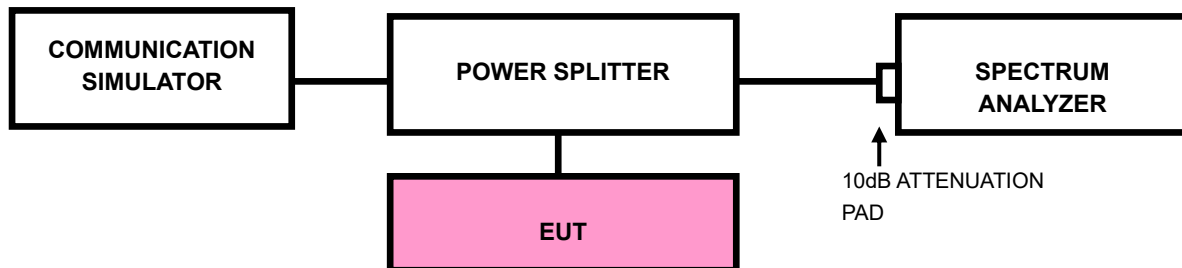 COMMUNICATION
SIMULATOR
POWER SPLITTER
SPECTRUM
ANALYZER
10dB ATTENUATION
PAD
EUT